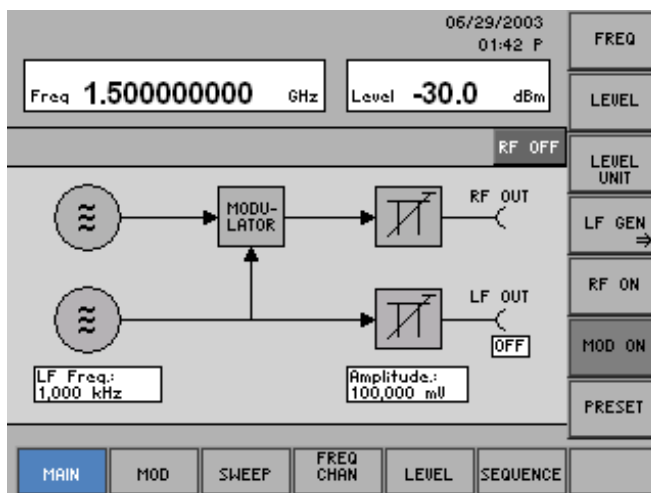 06/29/2003
01:42 P
Freq 1.500000000 GHz
Level -30.0 dBm
RF OFF
MODU-
LATOR
RF OUT
LF OUT
OFF
LF Freq.:
1,000 kHz
Amplitude.:
100,000 mV
FREQ
LEVEL
LEVEL
UNIT
LF GEN
RF ON
MOD ON
PRESET
MAIN
MOD
SWEEP
FREQ
CHAN
LEVEL
SEQUENCE